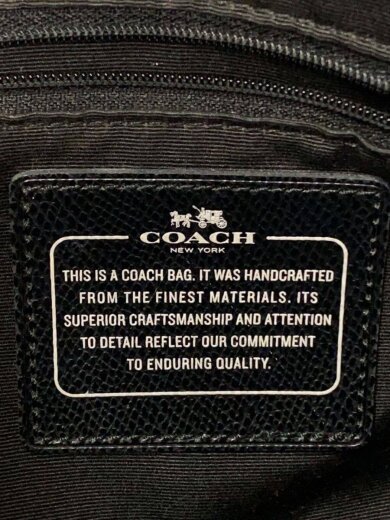 COACH
NEW YORK
THIS IS A COACH BAG. IT WAS HANDCRAFTED
FROM THE FINEST MATERIALS. ITS
SUPERIOR CRAFTSMANSHIP AND ATTENTION
TO DETAIL REFLECT OUR COMMITMENT
TO ENDURING QUALITY.